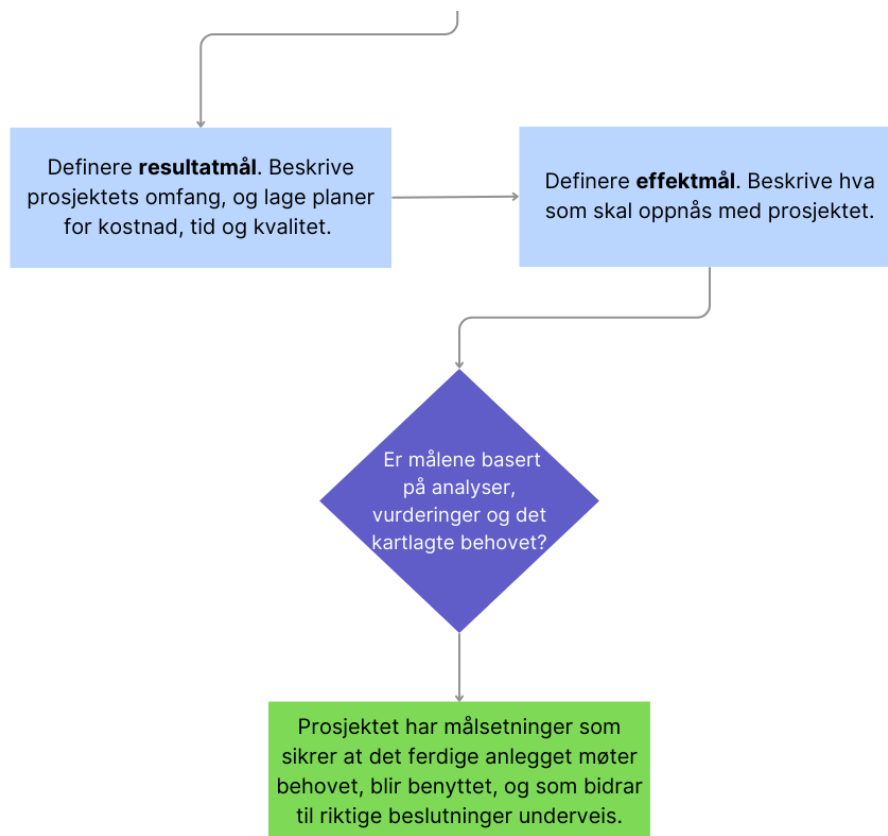 Definere resultatmål. Beskrive
prosjektets omfang, og lage planer
for kostnad, tid og kvalitet.
Definere effektmål. Beskrive hva
som skal oppnås med prosjektet.
Er målene basert
på analyser,
vurderinger og det
kartlagte behovet?
Prosjektet har målsetninger som
sikrer at det ferdige anlegget møter
behovet, blir benyttet, og som bidrar
til riktige beslutninger underveis.